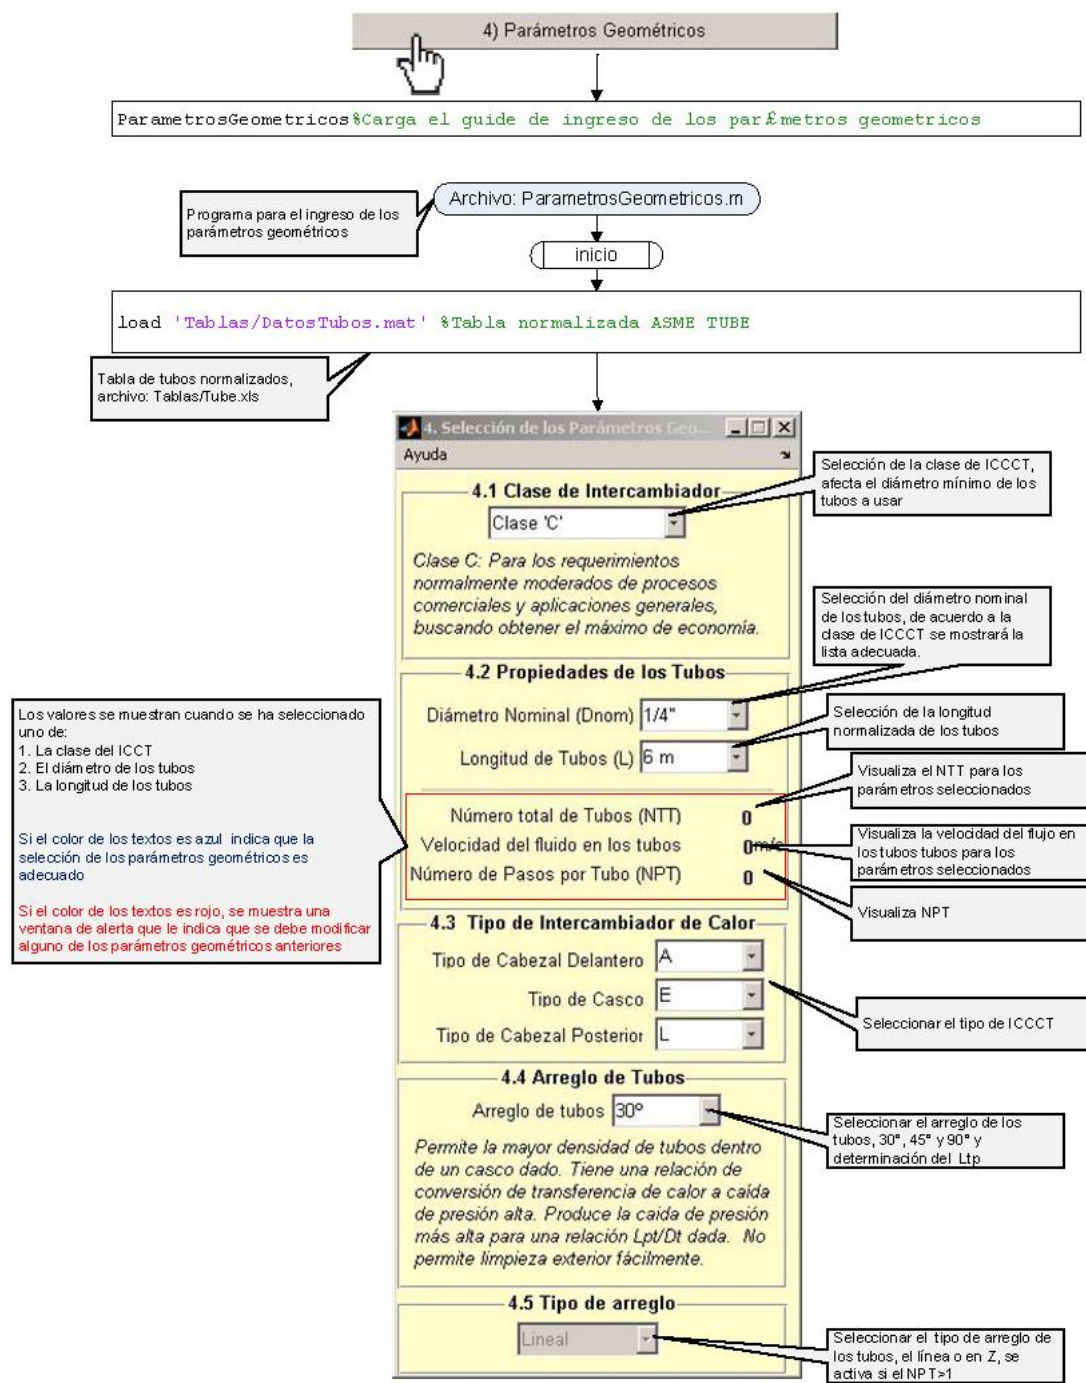 4) Parámetros Geométricos
ParametrosGeometricos%Carga el guide de ingreso de los par£metros geometricos
Archivo: ParametrosGeometricos.m
Programa para el ingreso de los
parámetros geométricos
inicio
load 'Tablas/DatosTubos.mat' %Tabla normalizada ASME TUBE
Tabla de tubos normalizados,
archivo: Tablas/Tube.xls
4. Selección de los Parámetros Geo...
Ayuda
4.1 Clase de Intercambiador
Clase 'C'
Clase C: Para los requerimientos
normalmente moderados de procesos
comerciales y aplicaciones generales,
buscando obtener el máximo de economía.
Selección de la clase de ICCCT,
afecta el diámetro mínimo de los
tubos a usar
Selección del diámetro nominal
de los tubos, de acuerdo a la
clase de ICCCT se mostrará la
lista adecuada.
4.2 Propiedades de los Tubos
Diámetro Nominal (Dnom) 1/4"
Longitud de Tubos (L) 6 m
Selección de la longitud
normalizada de los tubos
Los valores se muestran cuando se ha seleccionado
uno de:
1. La clase del ICCT
2. El diámetro de los tubos
3. La longitud de los tubos
Si el color de los textos es azul indica que la
selección de los parámetros geométricos es
adecuado
Si el color de los textos es rojo, se muestra una
ventana de alerta que le indica que se debe modificar
alguno de los parámetros geométricos anteriores
Número total de Tubos (NTT) 0
Velocidad del fluido en los tubos 0m/s
Número de Pasos por Tubo (NPT) 0
Visualiza el NTT para los
parámetros seleccionados
Visualiza la velocidad del flujo en
los tubos tubos para los
parámetros seleccionados
Visualiza NPT
4.3 Tipo de Intercambiador de Calor
Tipo de Cabezal Delantero A
Tipo de Casco E
Tipo de Cabezal Posterior L
Seleccionar el tipo de ICCCT
4.4 Arreglo de Tubos
Arreglo de tubos 30º
Permite la mayor densidad de tubos dentro
de un casco dado. Tiene una relación de
conversión de transferencia de calor a caída
de presión alta. Produce la caida de presión
más alta para una relación Lpt/Dt dada. No
permite limpieza exterior fácilmente.
Seleccionar el arreglo de los
tubos, 30°, 45° y 90° y
determinación del Ltp
4.5 Tipo de arreglo
Lineal
Seleccionar el tipo de arreglo de
los tubos, el línea o en Z, se
activa si el NPT>1